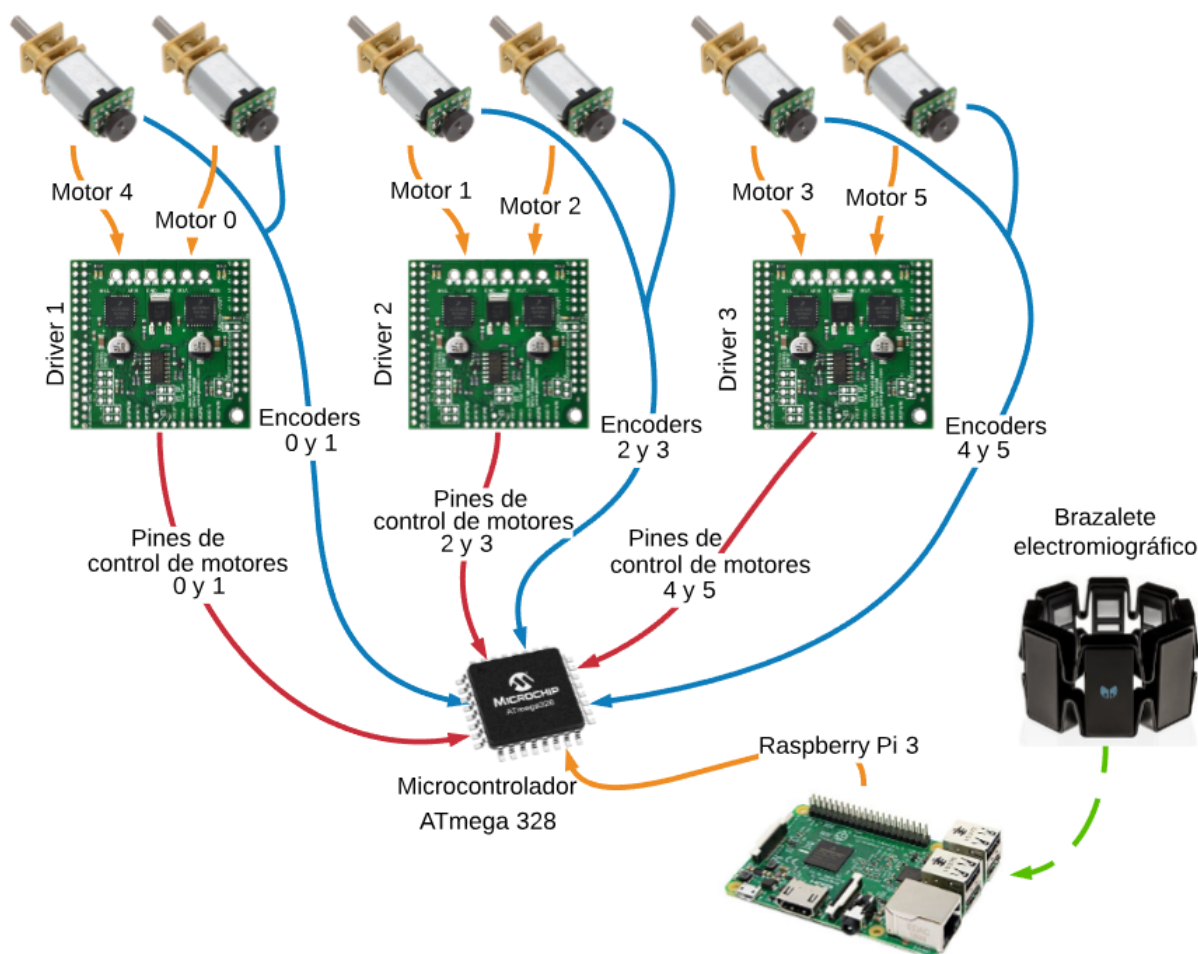 Motor 4
Motor 0
Motor 1
Motor 2
Motor 3
Motor 5
Driver 1
Driver 2
Driver 3
Encoders
0 y 1
Encoders
2 y 3
Encoders
4 y 5
Pines de
control de motores
0 y 1
Pines de
control de motores
2 y 3
Pines de
control de motores
4 y 5
Brazalete
electromiográfico
MICROCHIP
ATmega328
Microcontrolador
ATmega 328
Raspberry Pi 3